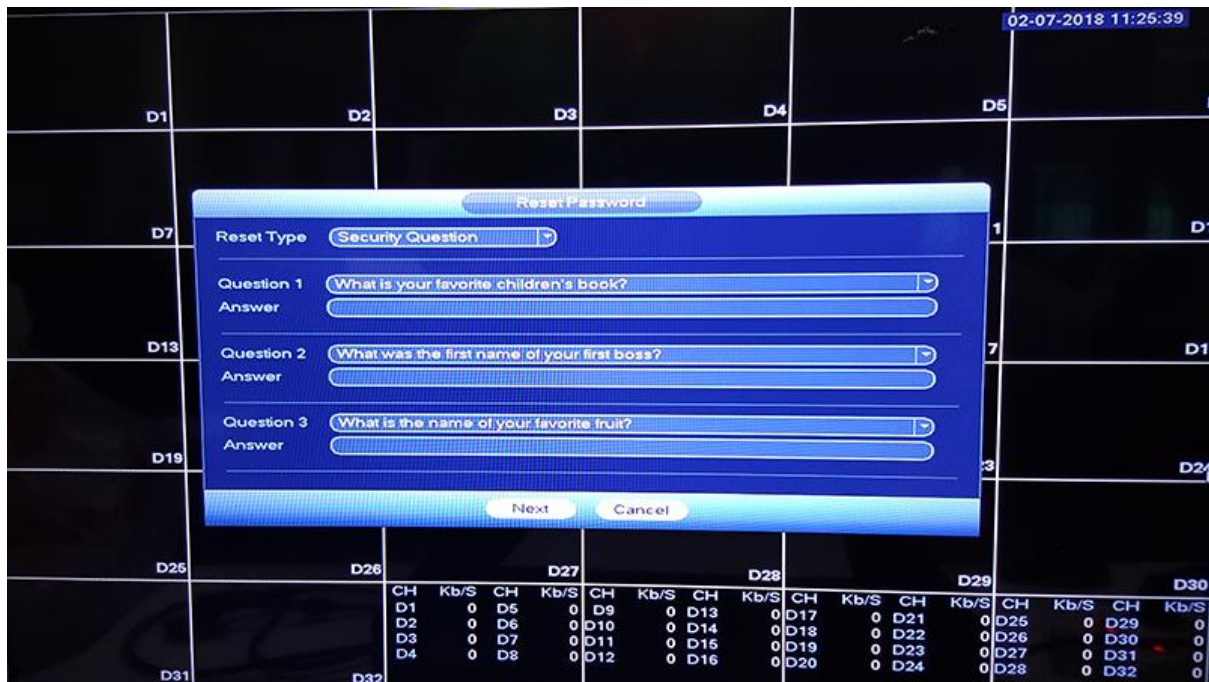 02-07-2018 11:25:39
D1 D2 D3 D4 D5
Reset Password
D7 1
Reset Type Security Question
Question 1 What is your favorite children's book?
Answer
D13 7
Question 2 What was the first name of your first boss?
Answer
Question 3 What is the name of your favorite fruit?
Answer
D19 D24
Next Cancel
D25 D26 D27 D28 D29 D30
CH Kb/S CH Kb/S CH Kb/S CH Kb/S CH Kb/S CH Kb/S CH Kb/S CH Kb/S
D1 0 D5 0 D9 0 D13 0 D17 0 D21 0 D25 0 D29 0
D2 0 D6 0 D10 0 D14 0 D18 0 D22 0 D26 0 D30 0
D3 0 D7 0 D11 0 D15 0 D19 0 D23 0 D27 0 D31 0
D4 0 D8 0 D12 0 D16 0 D20 0 D24 0 D28 0 D32 0
D31 D32